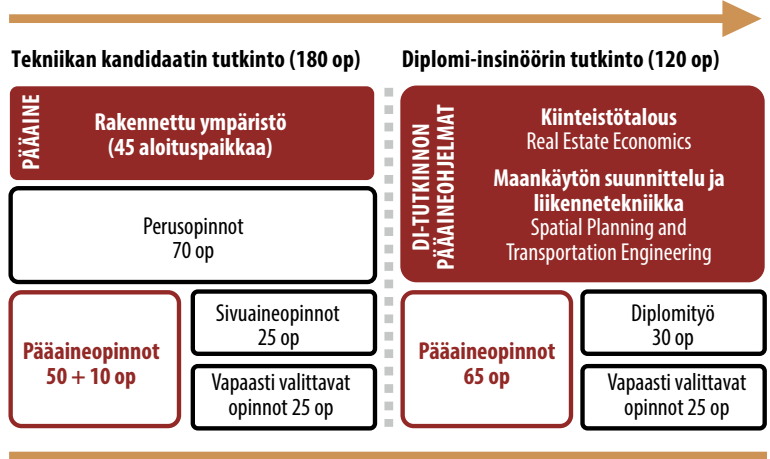 Tekniikan kandidaatin tutkinto (180 op)
PÄÄAINE
Rakennettu ympäristö
(45 aloituspaikkaa)
Perusopinnot
70 op
Pääaineopinnot
50 + 10 op
Sivuaineopinnot
25 op
Vapaasti valittavat
opinnot 25 op
Diplomi-insinöörin tutkinto (120 op)
DI-TUTKINNON
PÄÄAINEOHJELMAT
Kiinteistötalous
Real Estate Economics
Maankäytön suunnittelu ja
liikennetekniikka
Spatial Planning and
Transportation Engineering
Pääaineopinnot
65 op
Diplomityö
30 op
Vapaasti valittavat
opinnot 25 op